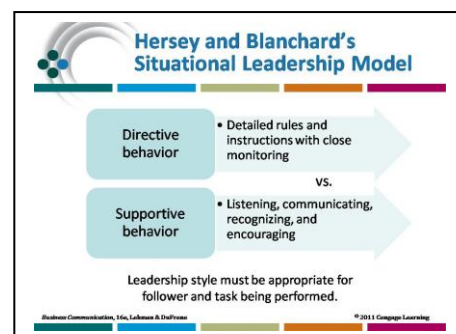 Hersey and Blanchard's
Situational Leadership Model
Directive
behavior
• Detailed rules and
instructions with close
monitoring
vs.
Supportive
behavior
• Listening, communicating,
recognizing, and
encouraging
Leadership style must be appropriate for
follower and task being performed.
Business Communication, 16e, Lehman & DuFrene
©2011 Cengage Learning